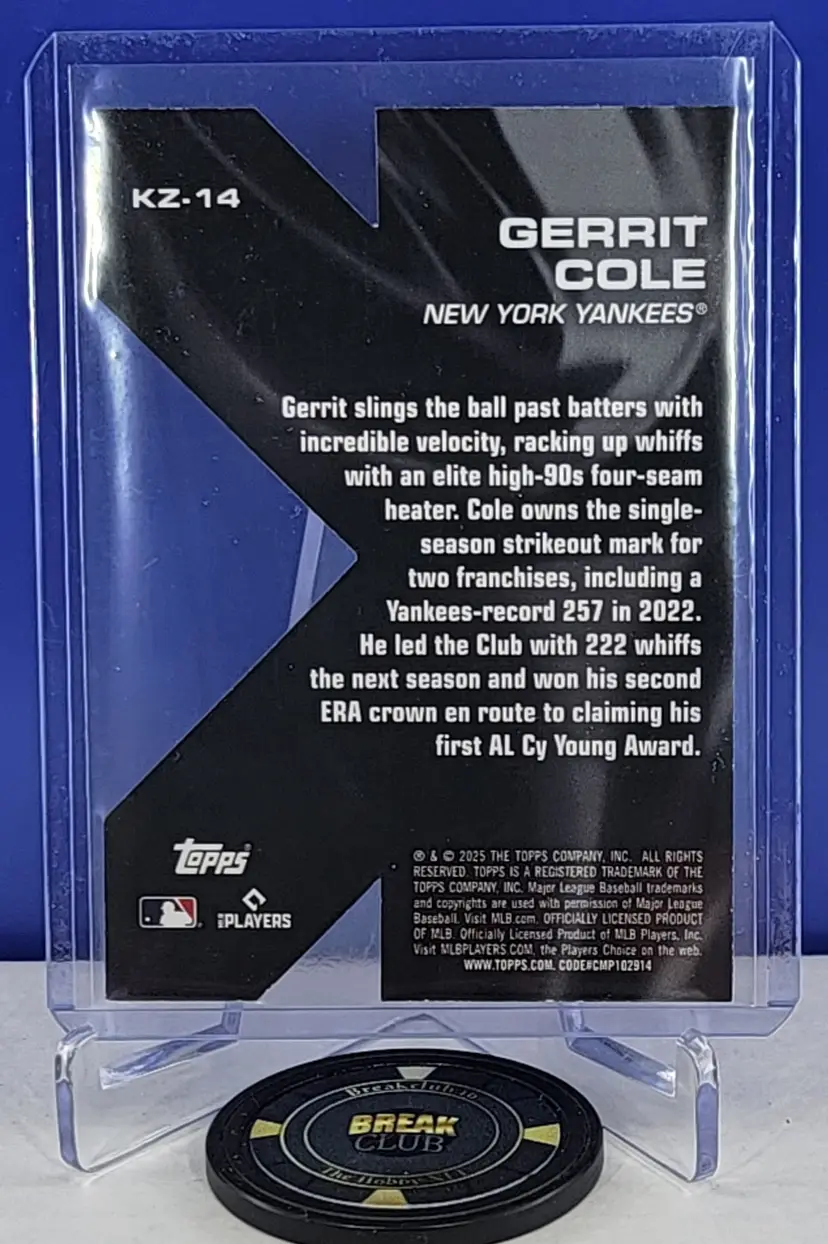 KZ-14
GERRIT
COLE
NEW YORK YANKEES®
Gerrit slings the ball past batters with
incredible velocity, racking up whiffs
with an elite high-90s four-seam
heater. Cole owns the single-
season strikeout mark for
two franchises, including a
Yankees-record 257 in 2022.
He led the Club with 222 whiffs
the next season and won his second
ERA crown en route to claiming his
first AL Cy Young Award.
Topps
PLAYERS
® & © 2025 THE TOPPS COMPANY, INC. ALL RIGHTS
RESERVED. TOPPS IS A REGISTERED TRADEMARK OF THE
TOPPS COMPANY, INC. Major League Baseball trademarks
and copyrights are used with permission of Major League
Baseball. Visit MLB.com. OFFICIALLY LICENSED PRODUCT
OF MLB. Officially Licensed Product of MLB Players, Inc.
Visit MLBPLAYERS.COM, the Players Choice on the web.
WWW.TOPPS.COM. CODE#CMP102914
Breakclub.io
BREAK
CLUB
The Hobby